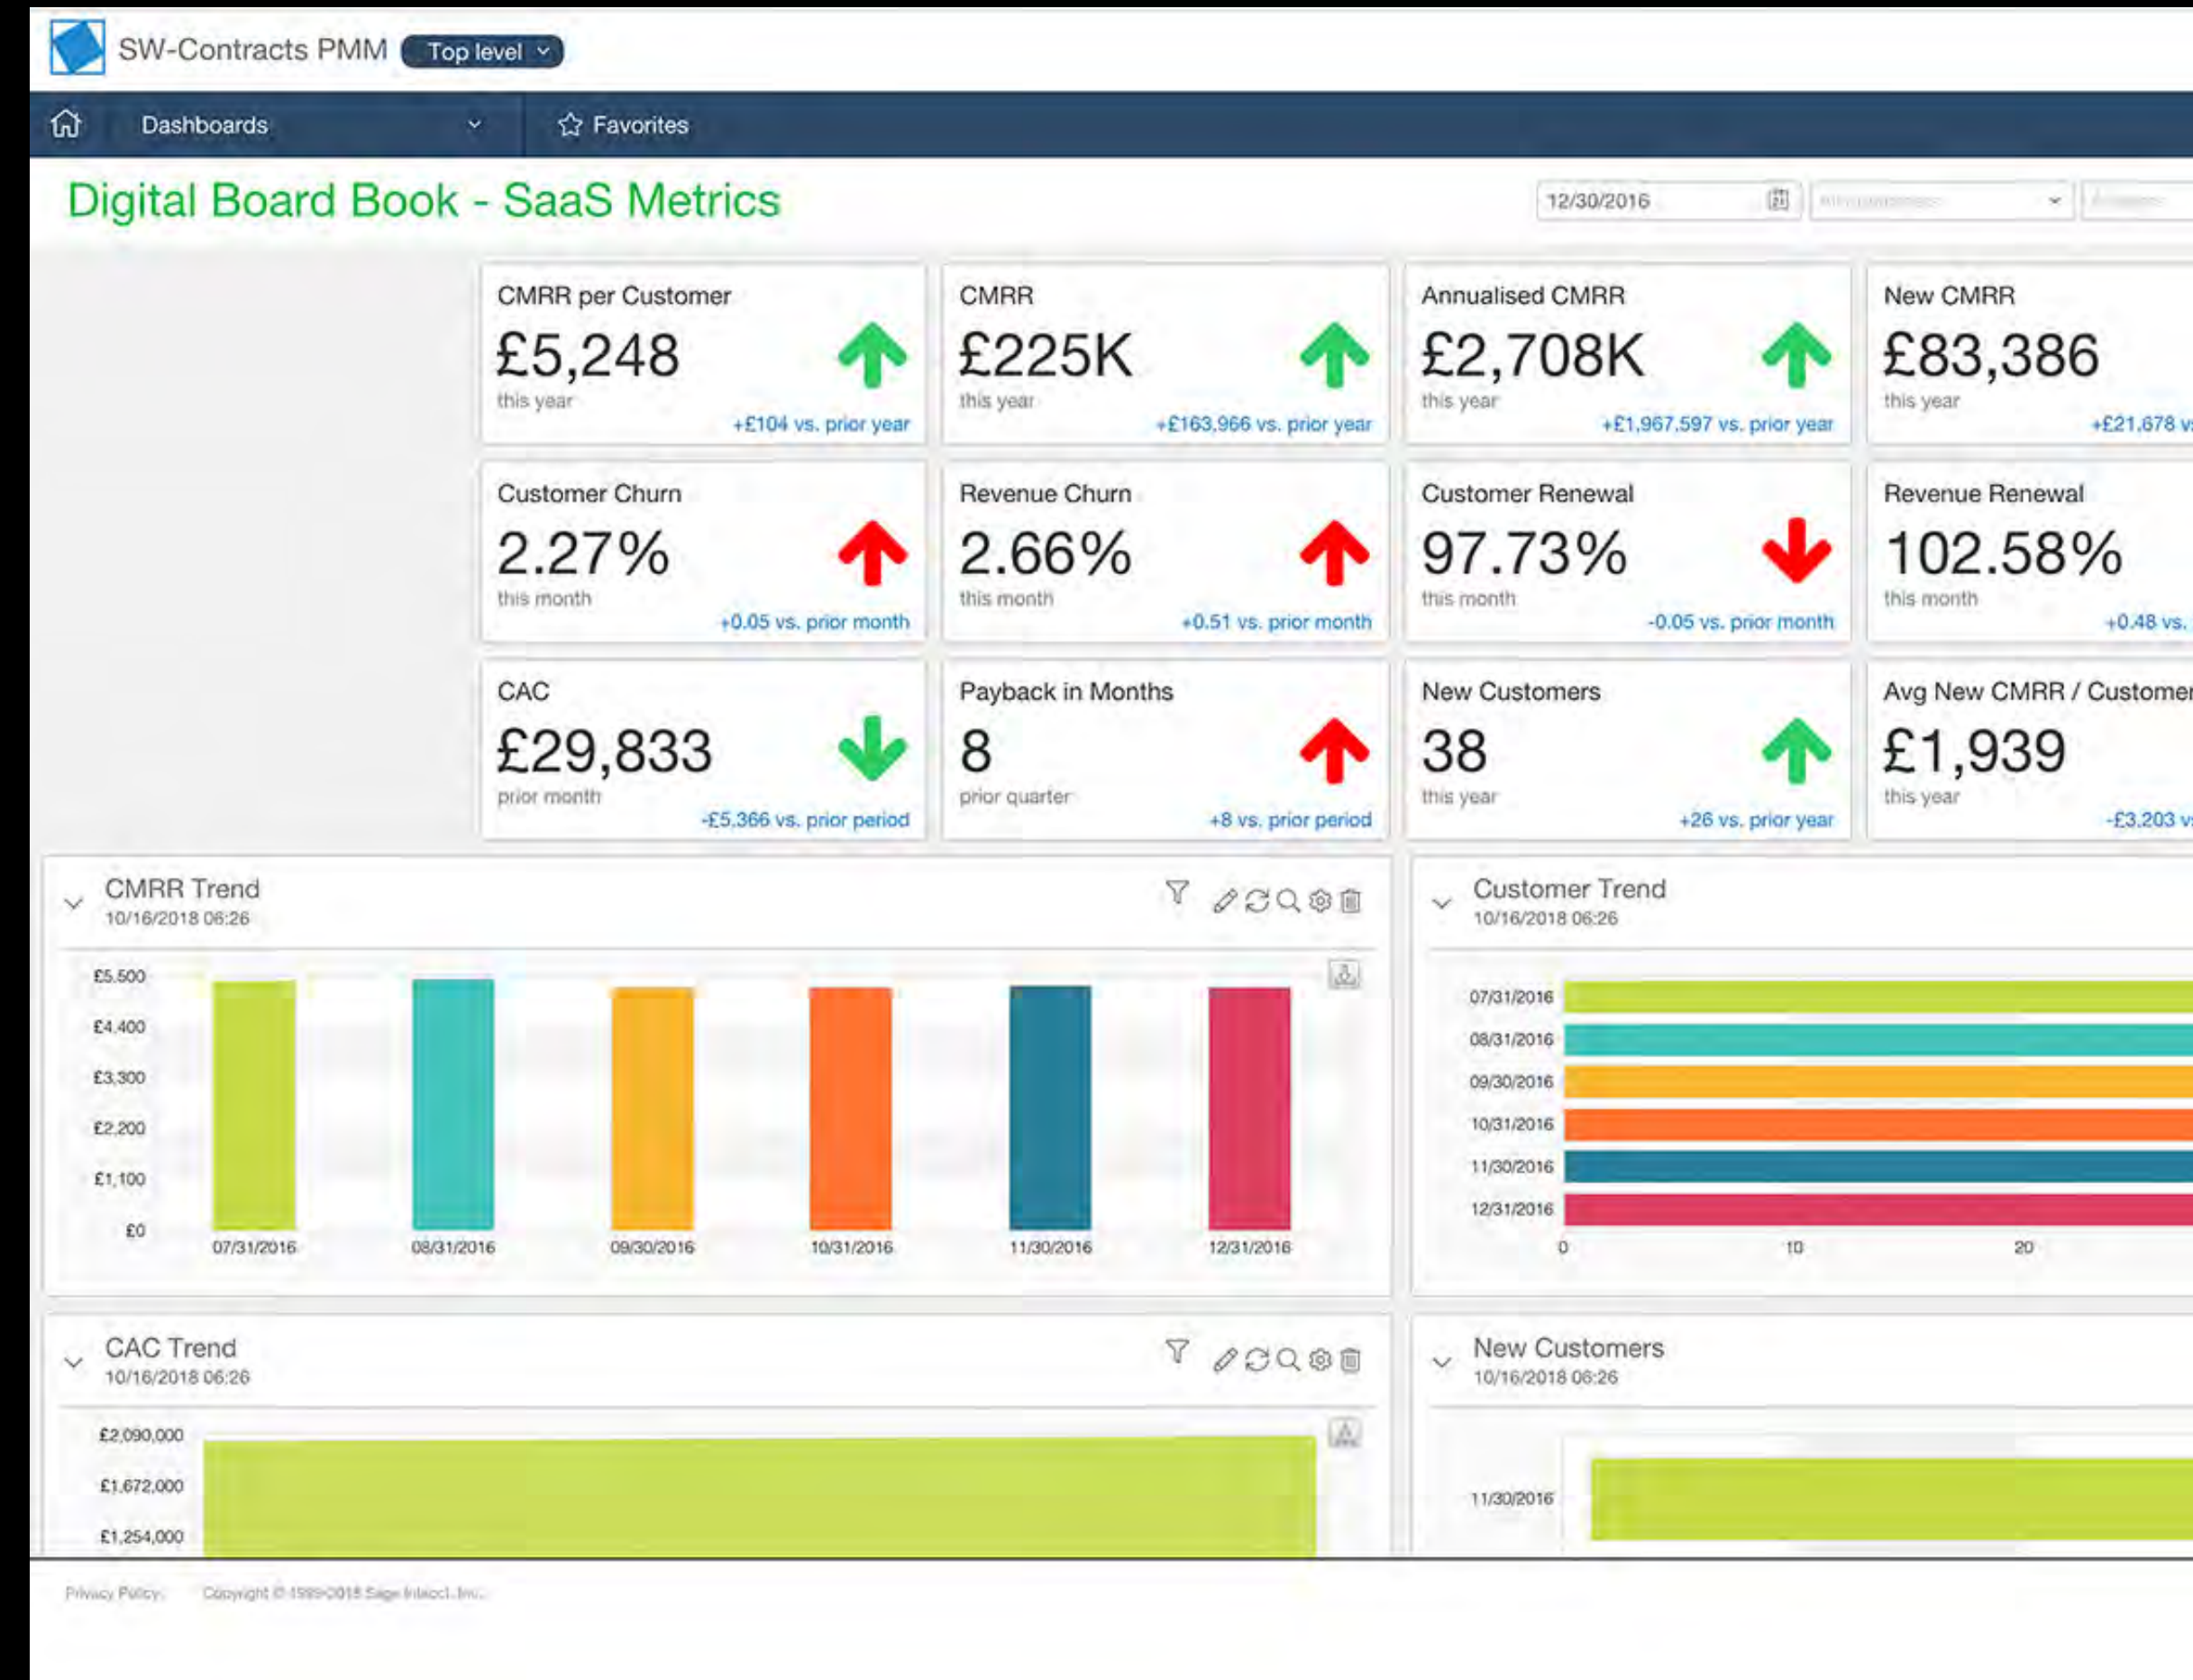 SW-Contracts PMM Top level
Dashboards Favorites
Digital Board Book - SaaS Metrics
12/30/2016
CMRR per Customer
£5,248
this year
+£104 vs. prior year
CMRR
£225K
this year
+£163,966 vs. prior year
Annualised CMRR
£2,708K
this year
+£1,967,597 vs. prior year
New CMRR
£83,386
this year
+£21,678 vs
Customer Churn
2.27%
this month
+0.05 vs. prior month
Revenue Churn
2.66%
this month
+0.51 vs. prior month
Customer Renewal
97.73%
this month
-0.05 vs. prior month
Revenue Renewal
102.58%
this month
+0.48 vs.
CAC
£29,833
prior month
-£5,366 vs. prior period
Payback in Months
8
prior quarter
+8 vs. prior period
New Customers
38
this year
+26 vs. prior year
Avg New CMRR / Customer
£1,939
this year
-£3,203 vs
CMRR Trend
10/16/2018 06:26
£5,500
£4,400
£3,300
£2,200
£1,100
£0
07/31/2016 08/31/2016 09/30/2016 10/31/2016 11/30/2016 12/31/2016
Customer Trend
10/16/2018 06:26
07/31/2016
08/31/2016
09/30/2016
10/31/2016
11/30/2016
12/31/2016
0 10 20
CAC Trend
10/16/2018 06:26
£2,090,000
£1,672,000
£1,254,000
New Customers
10/16/2018 06:26
11/30/2016
Privacy Policy Copyright © 1999-2018 Sage Intacct, Inc.